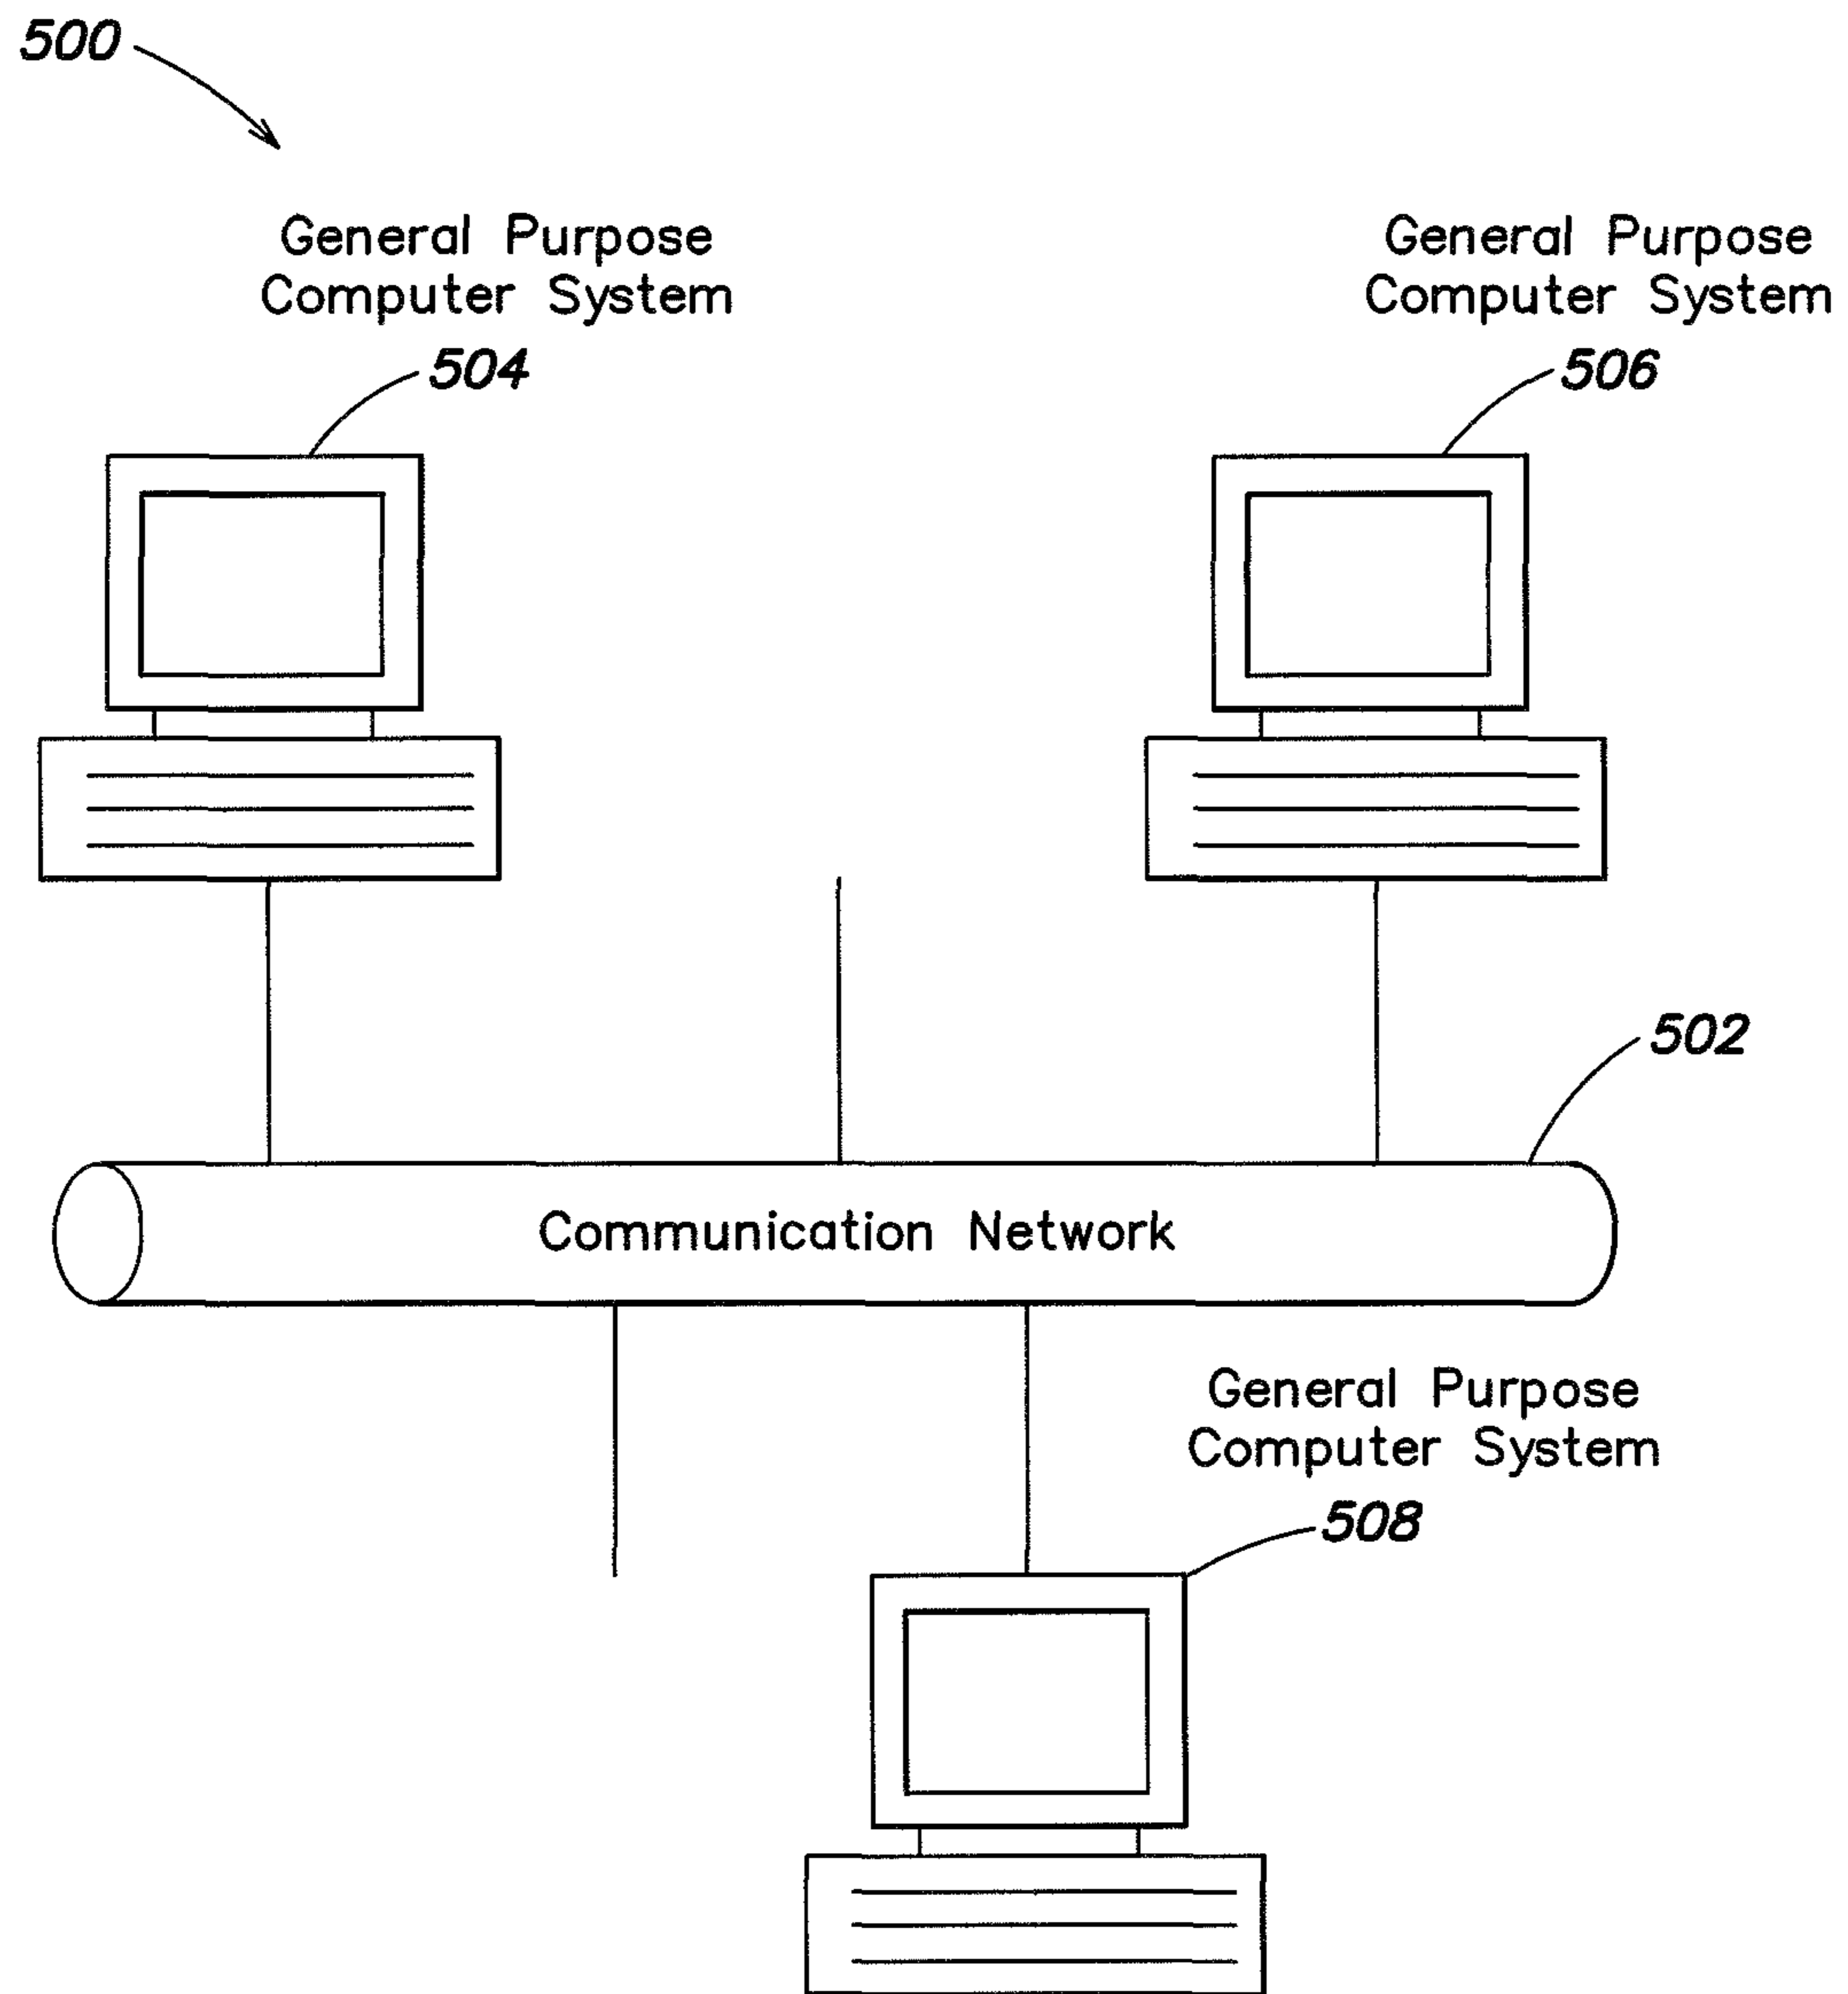 500
General Purpose
Computer System
504
General Purpose
Computer System
506
502
Communication Network
General Purpose
Computer System
508